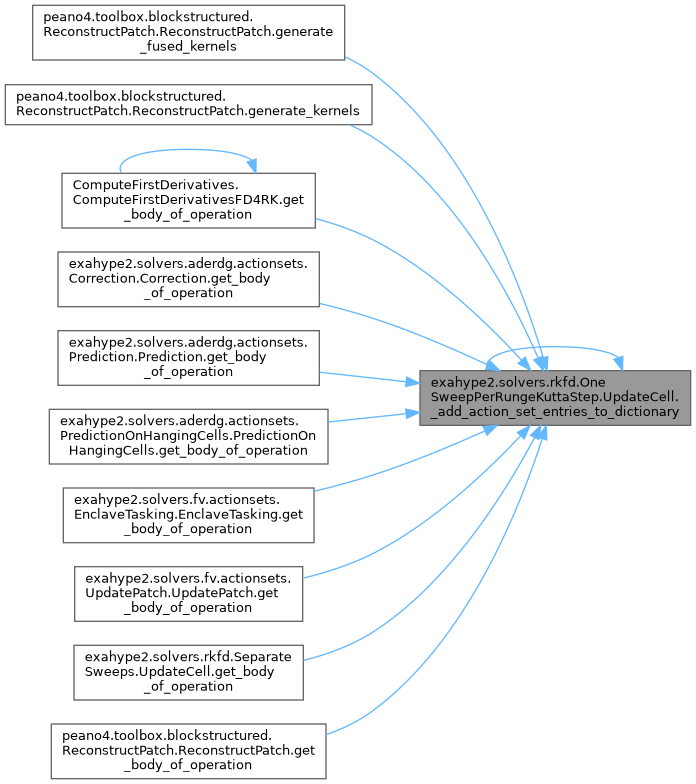 peano4.toolbox.blockstructured.
ReconstructPatch.ReconstructPatch.generate
_fused_kernels
peano4.toolbox.blockstructured.
ReconstructPatch.ReconstructPatch.generate_kernels
ComputeFirstDerivatives.
ComputeFirstDerivativesFD4RK.get
_body_of_operation
exahype2.solvers.aderdg.actionsets.
Correction.Correction.get_body
_of_operation
exahype2.solvers.aderdg.actionsets.
Prediction.Prediction.get_body
_of_operation
exahype2.solvers.rkfd.One
SweepPerRungeKuttaStep.UpdateCell.
_add_action_set_entries_to_dictionary
exahype2.solvers.aderdg.actionsets.
PredictionOnHangingCells.PredictionOn
HangingCells.get_body_of_operation
exahype2.solvers.fv.actionsets.
EnclaveTasking.EnclaveTasking.get
_body_of_operation
exahype2.solvers.fv.actionsets.
UpdatePatch.UpdatePatch.get
_body_of_operation
exahype2.solvers.rkfd.Separate
Sweeps.UpdateCell.get_body
_of_operation
peano4.toolbox.blockstructured.
ReconstructPatch.ReconstructPatch.get
_body_of_operation